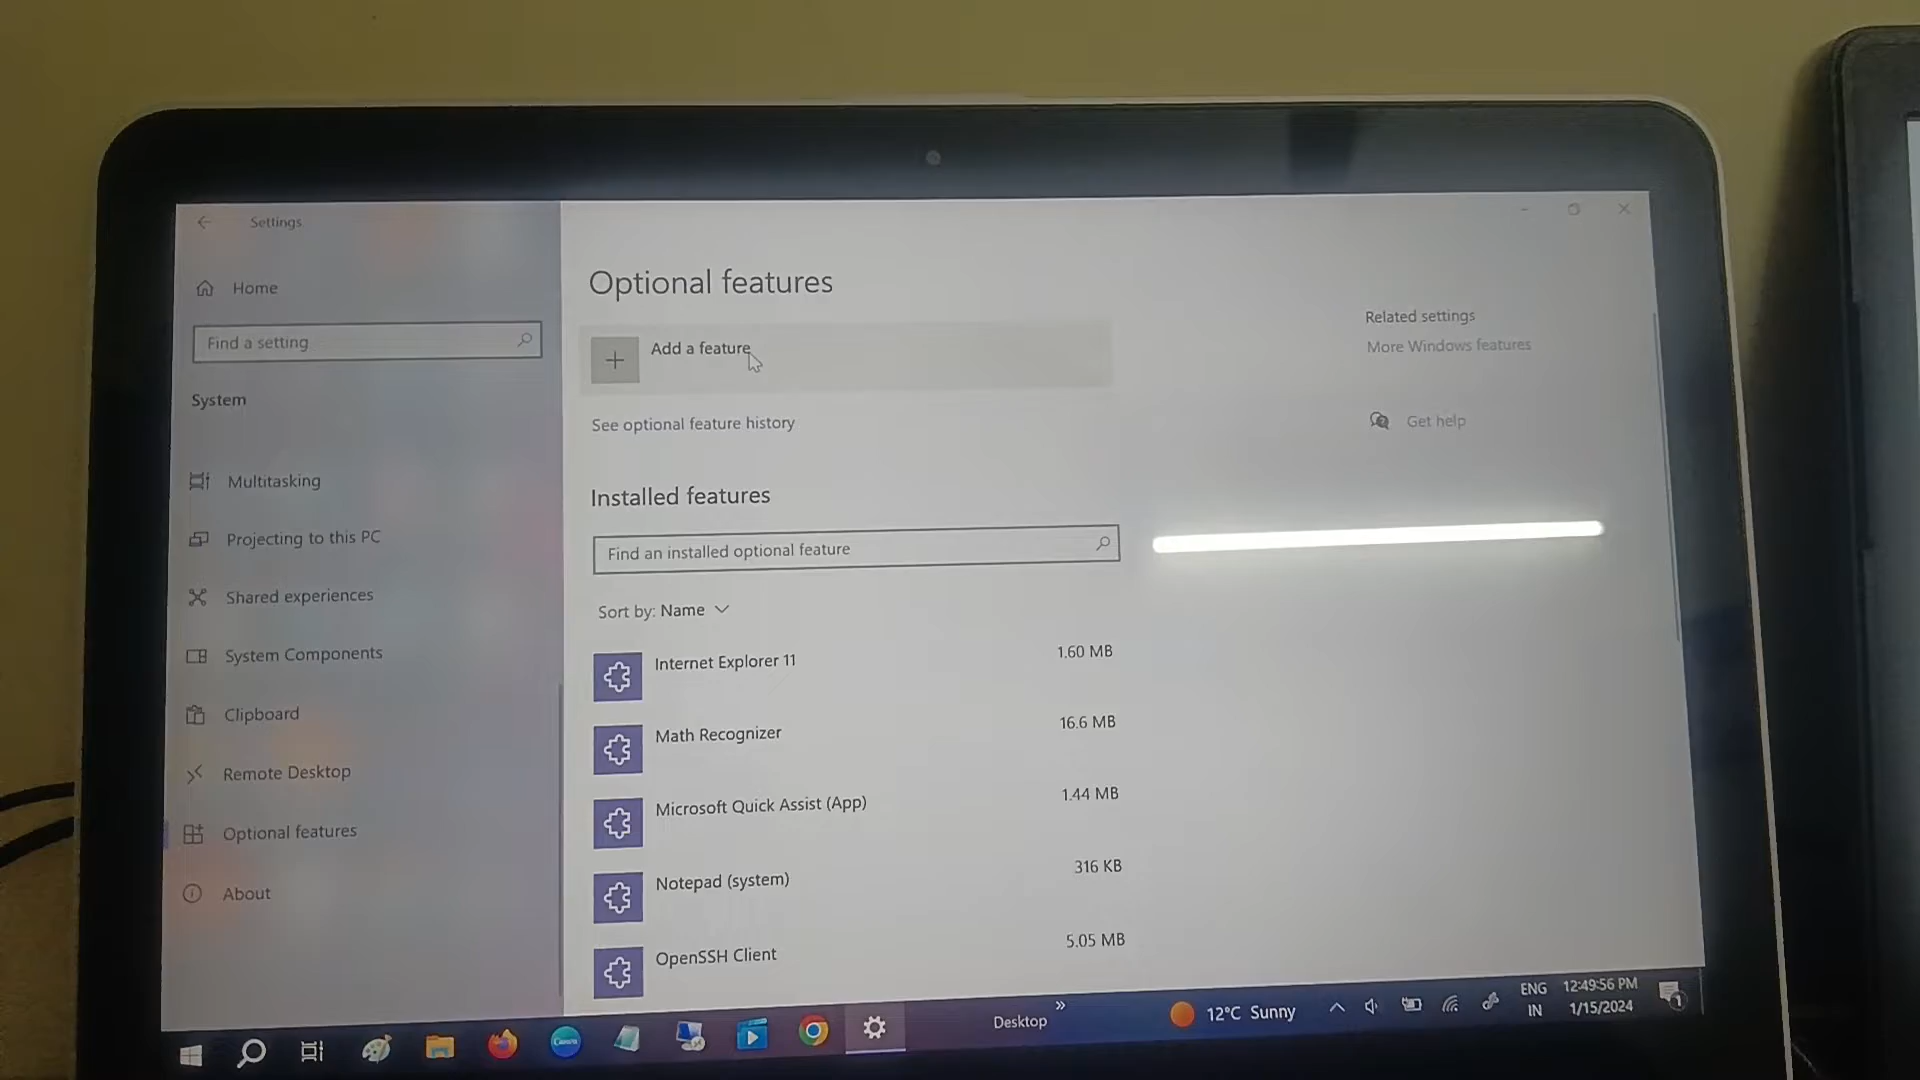 Settings
Home
Find a setting
System
Multitasking
Projecting to this PC
Shared experiences
System Components
Clipboard
Remote Desktop
Optional features
About
Optional features
Add a feature
See optional feature history
Installed features
Find an installed optional feature
Sort by: Name
Internet Explorer 11 1.60 MB
Math Recognizer 16.6 MB
Microsoft Quick Assist (App) 1.44 MB
Notepad (system) 316 KB
OpenSSH Client 5.05 MB
Related settings
More Windows features
Get help
Canva
Desktop
12°C Sunny
ENG
IN
12:49:56 PM
1/15/2024
1